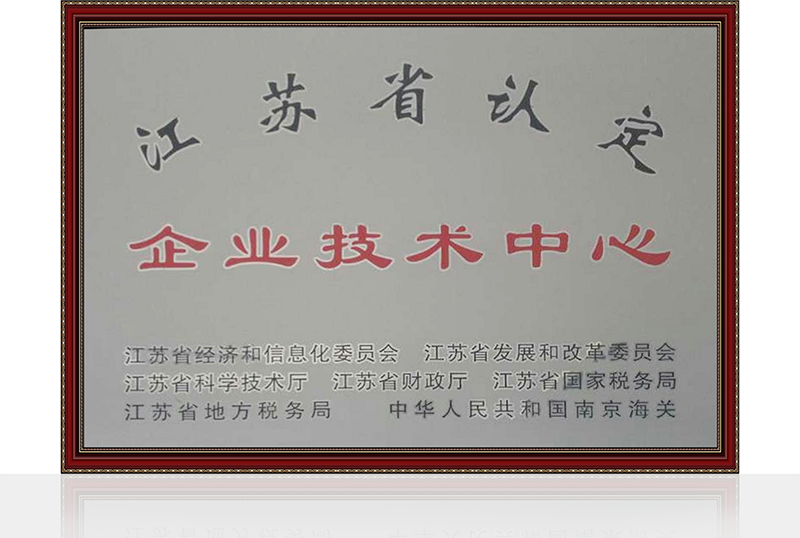 江苏省认定
企业技术中心
江苏省经济和信息化委员会 江苏省发展和改革委员会
江苏省科学技术厅 江苏省财政厅 江苏省国家税务局
江苏省地方税务局 中华人民共和国南京海关